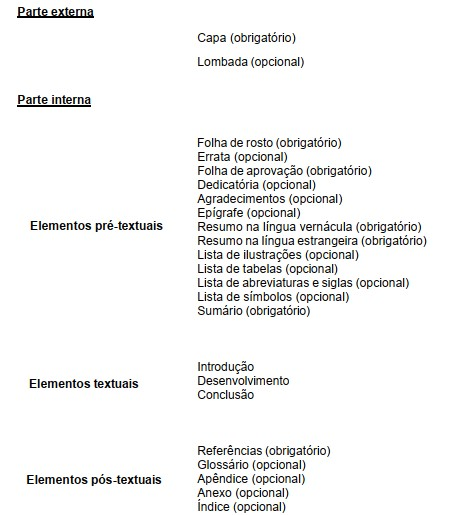 Parte externa
Capa (obrigatório)
Lombada (opcional)
Parte interna
Elementos pré-textuais
Folha de rosto (obrigatório)
Errata (opcional)
Folha de aprovação (obrigatório)
Dedicatória (opcional)
Agradecimentos (opcional)
Epígrafe (opcional)
Resumo na língua vernácula (obrigatório)
Resumo na língua estrangeira (obrigatório)
Lista de ilustrações (opcional)
Lista de tabelas (opcional)
Lista de abreviaturas e siglas (opcional)
Lista de símbolos (opcional)
Sumário (obrigatório)
Elementos textuais
Introdução
Desenvolvimento
Conclusão
Elementos pós-textuais
Referências (obrigatório)
Glossário (opcional)
Apêndice (opcional)
Anexo (opcional)
Índice (opcional)